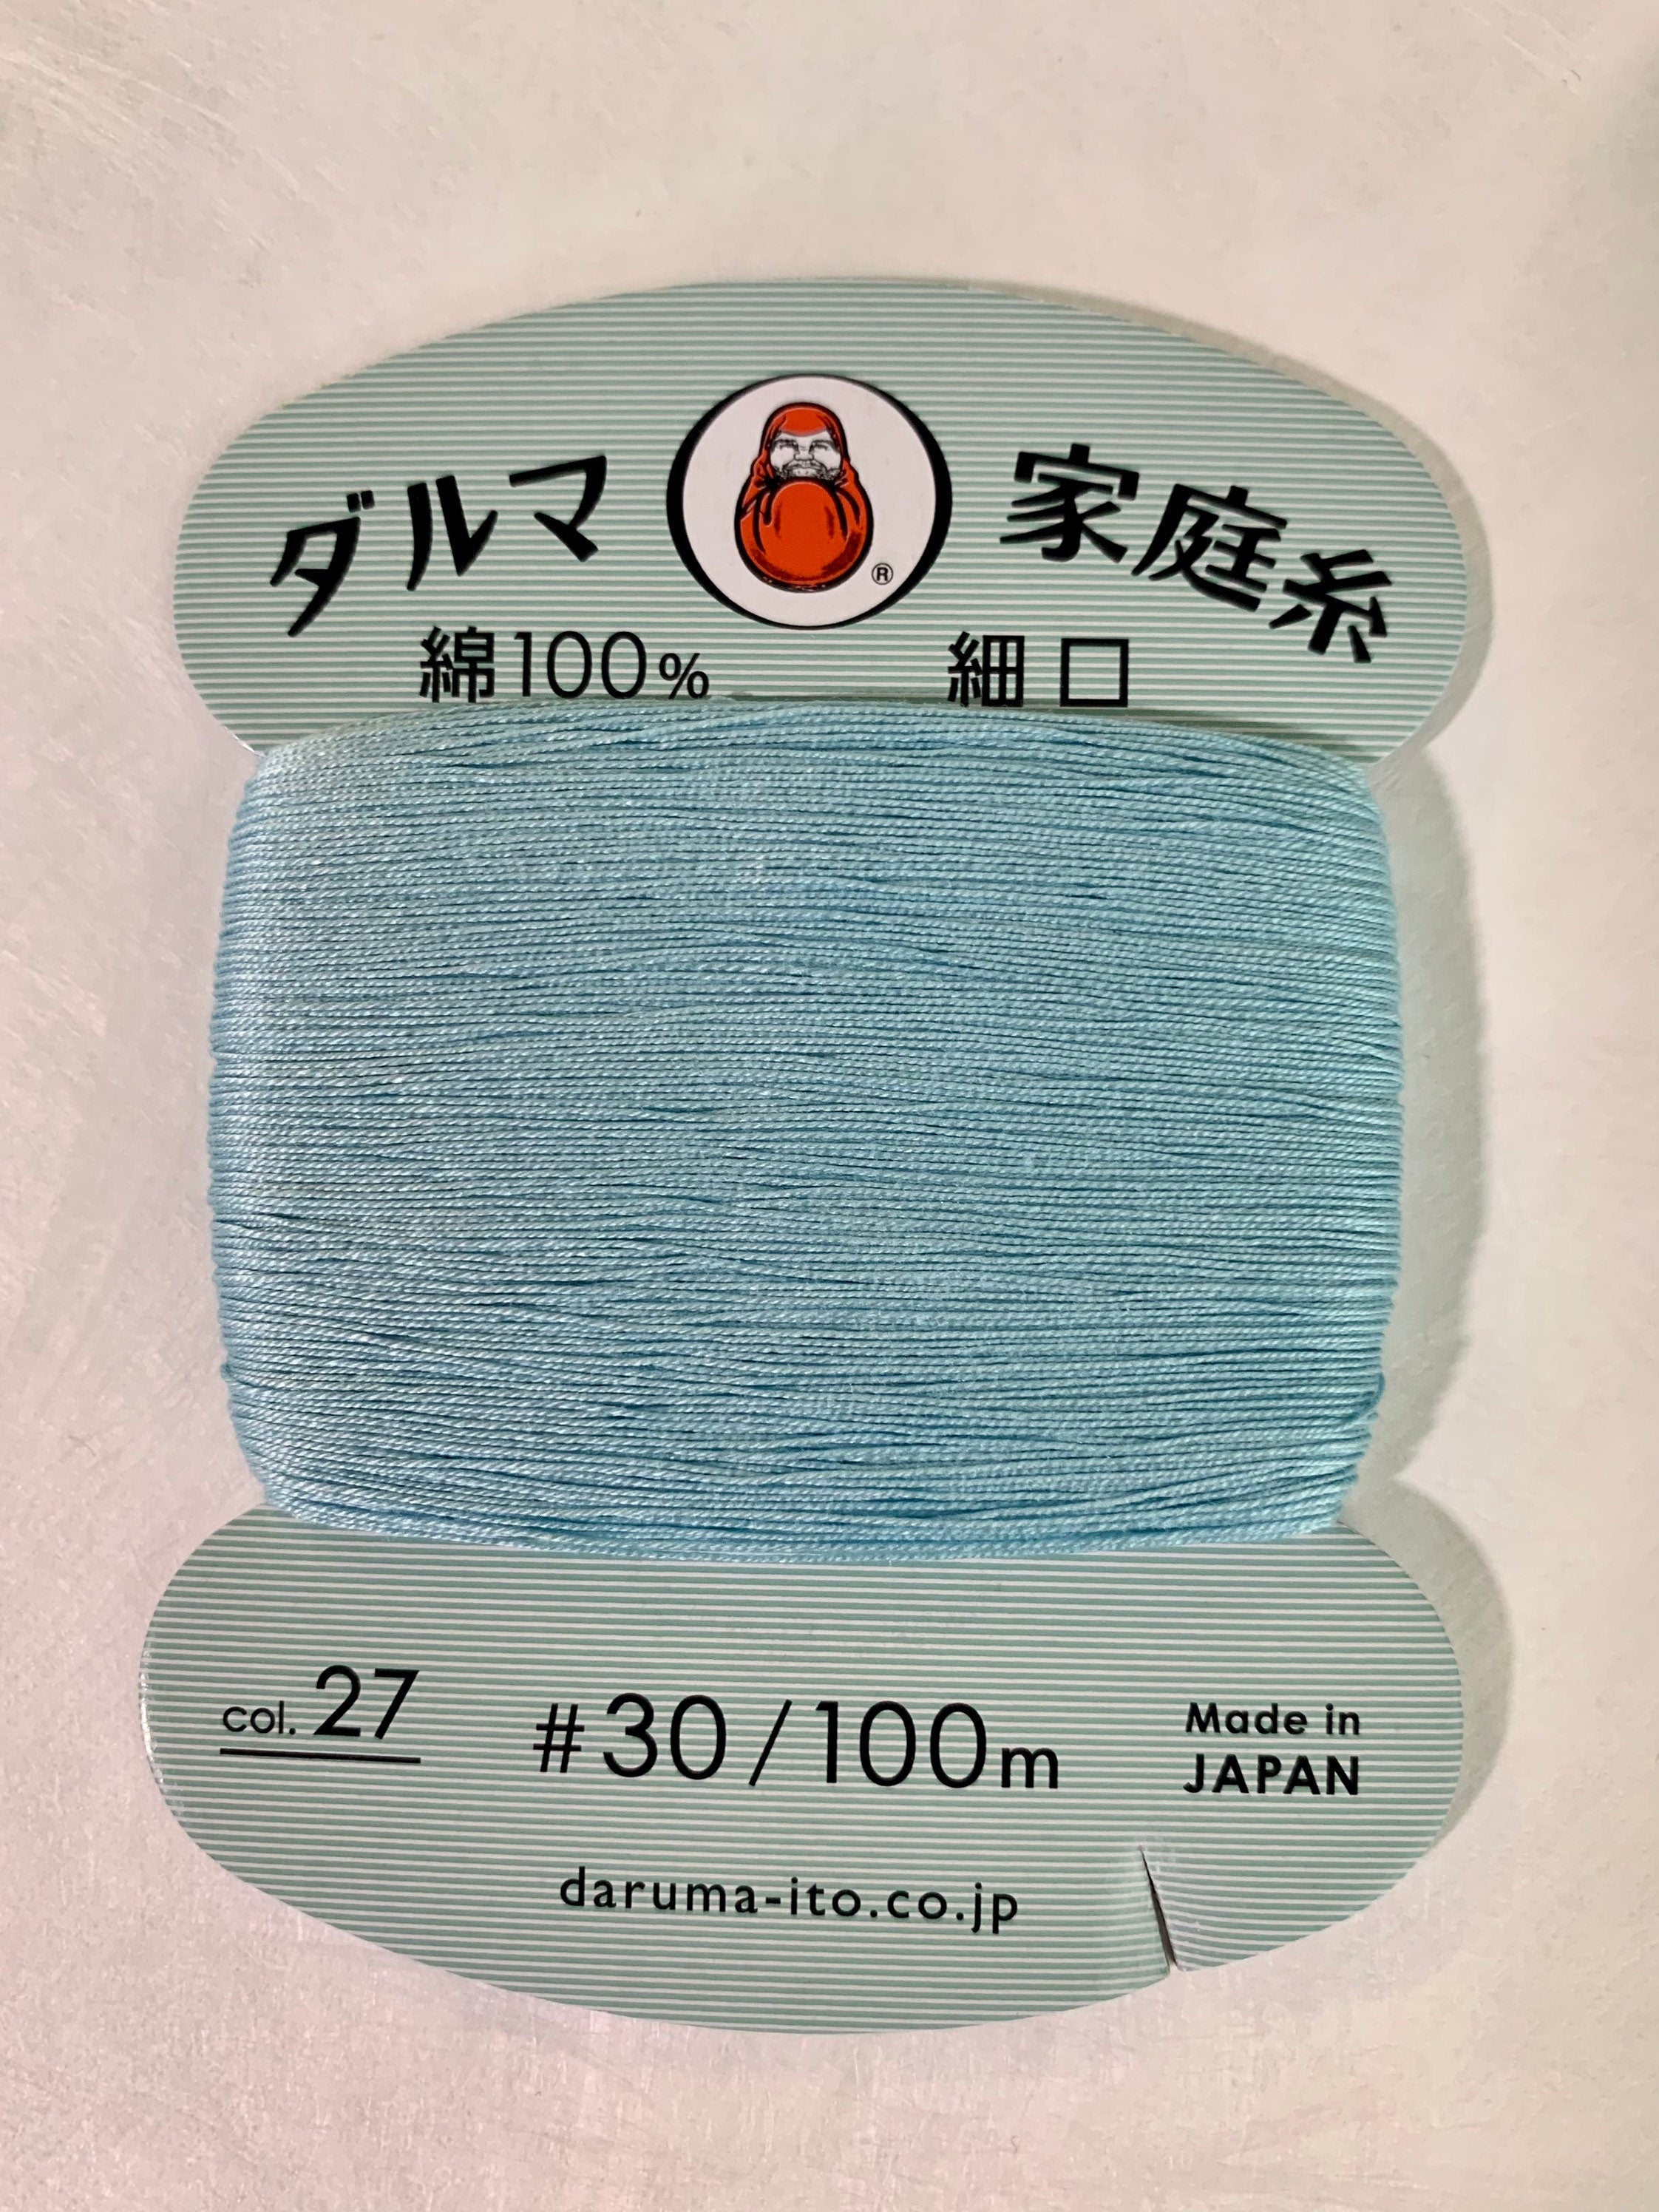 ダルマ 家庭糸
®
綿100% 細口
col. 27 #30/100m Made in
JAPAN
daruma-ito.co.jp